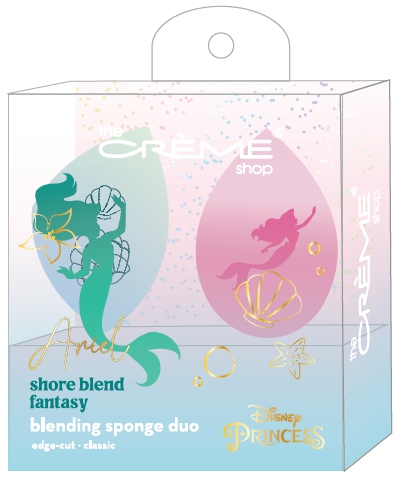 the
CRÈME®
shop
the
CRÈME®
shop
Ariel
shore blend
fantasy
blending sponge duo
edge-cut · classic
Disney
PRINCESS